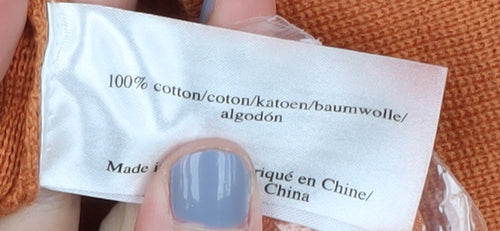 100% cotton/coton/katoen/baumwolle/
algodón
Made en Chine/
China